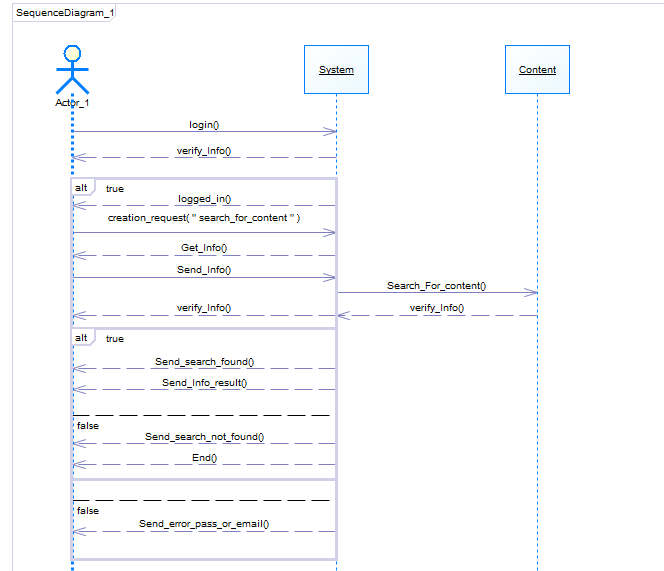 SequenceDiagram_1
System
Content
Actor_1
login()
verify_Info()
alt
true
logged_in()
creation_request( " search_for_content " )
Get_Info()
Send_Info()
Search_For_content()
verify_Info()
verify_Info()
alt
true
Send_search_found()
Send_Info_result()
false
Send_search_not_found()
End()
false
Send_error_pass_or_email()